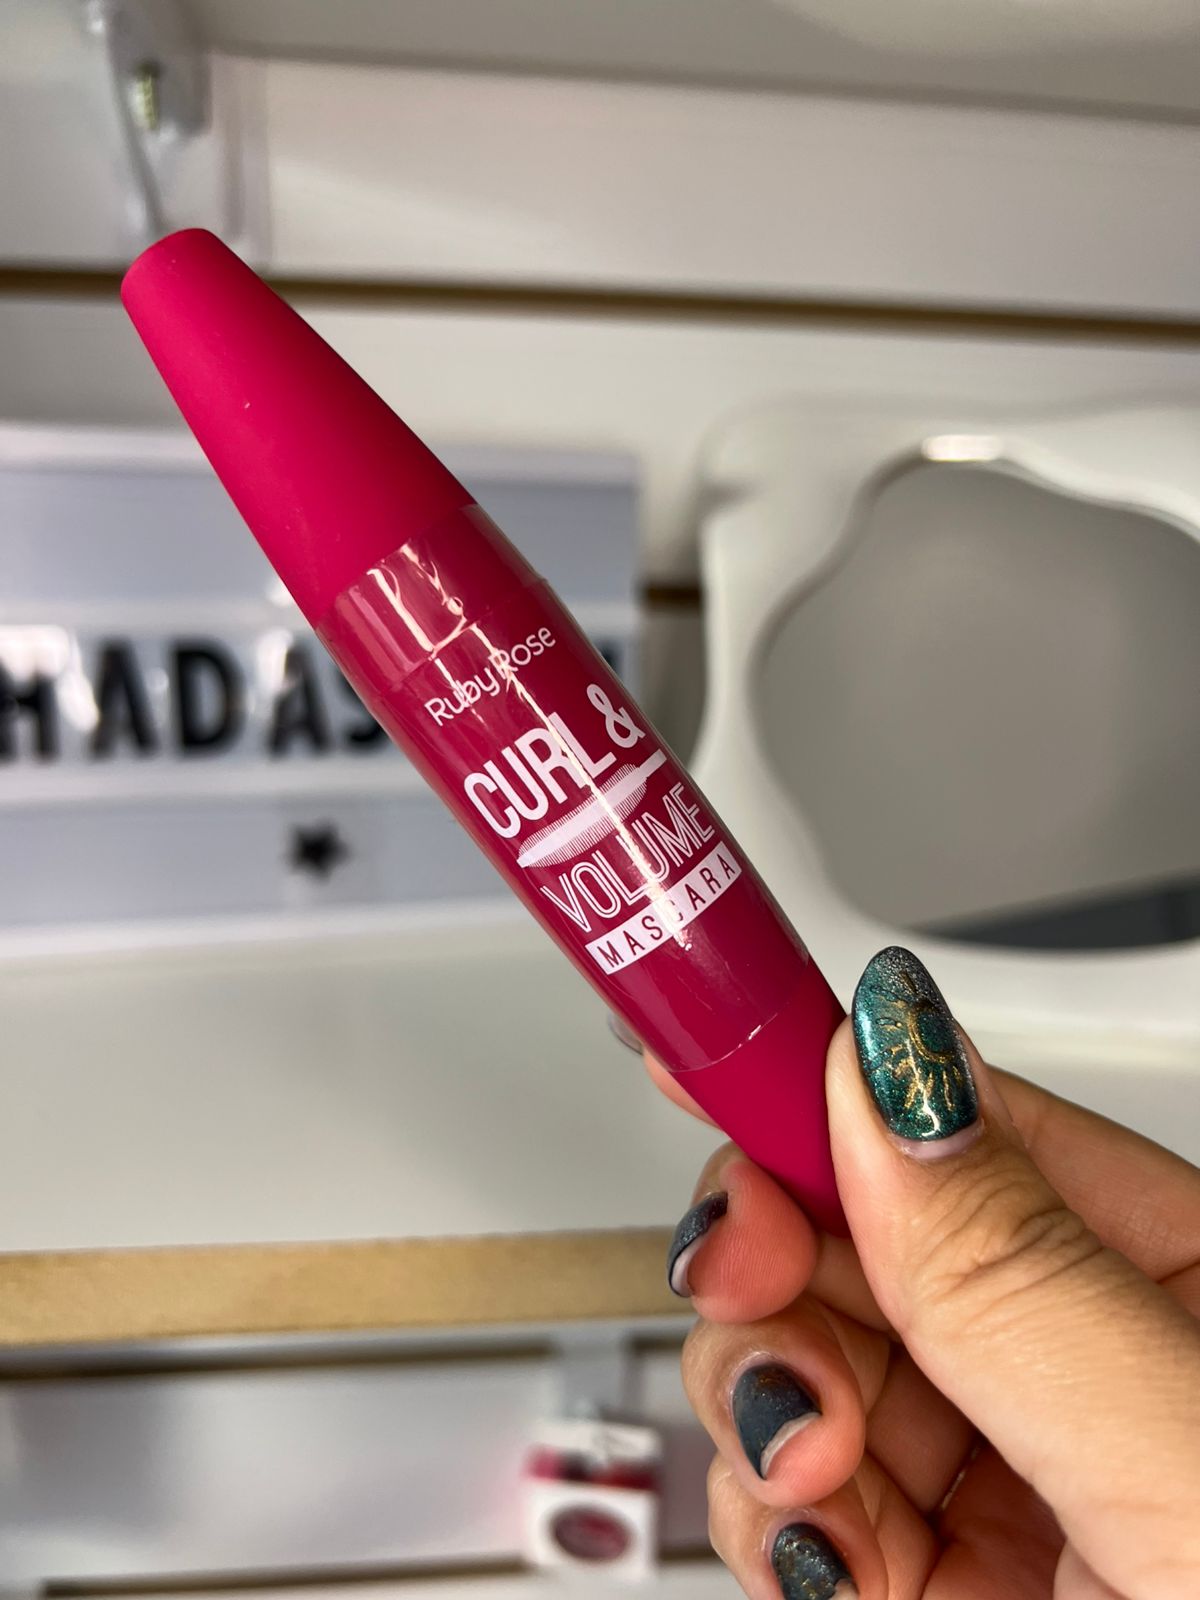 HADAS
Ruby Rose
CURL &
VOLUME
MASCARA